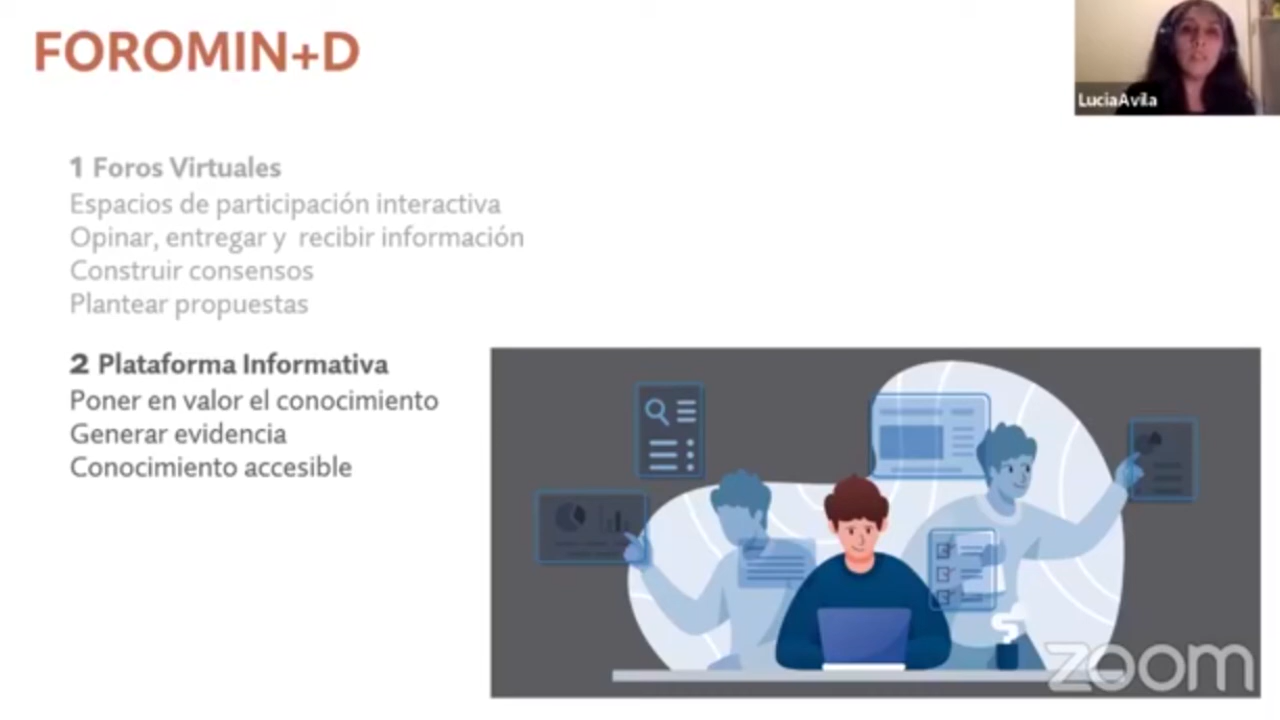 FOROMIN+D
LuciaAvila
1 Foros Virtuales
Espacios de participación interactiva
Opinar, entregar y recibir información
Construir consensos
Plantear propuestas
2 Plataforma Informativa
Poner en valor el conocimiento
Generar evidencia
Conocimiento accesible
zoom